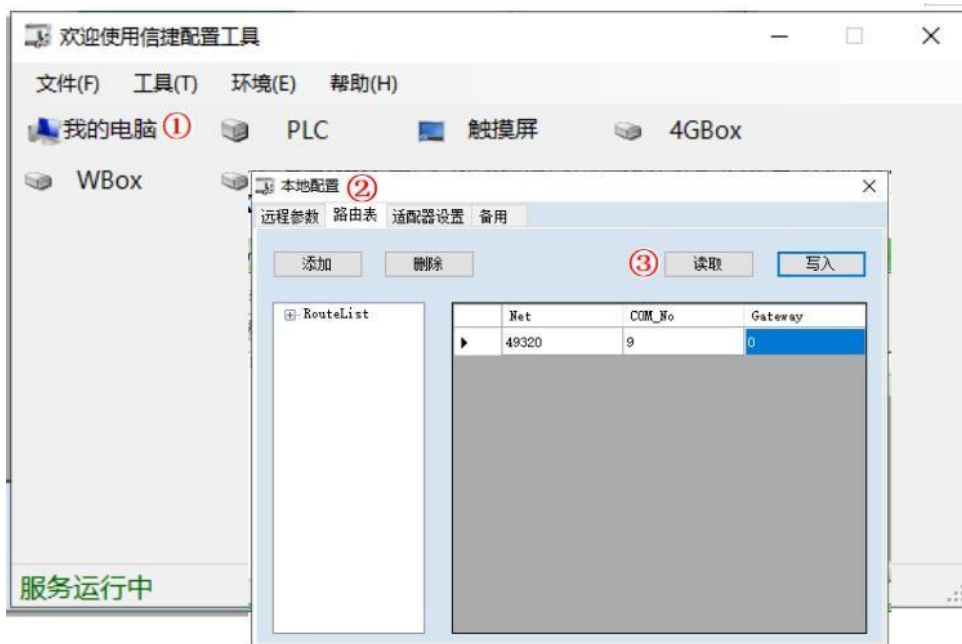 欢迎使用信捷配置工具
文件(F) 工具(T) 环境(E) 帮助(H)
我的电脑 ① PLC 触摸屏 4GBox
WBox
本地配置 ②
远程参数 路由表 适配器设置 备用
添加 删除 ③ 读取 写入
RouteList
Net COM_No Gateway
49320 9 0
服务运行中